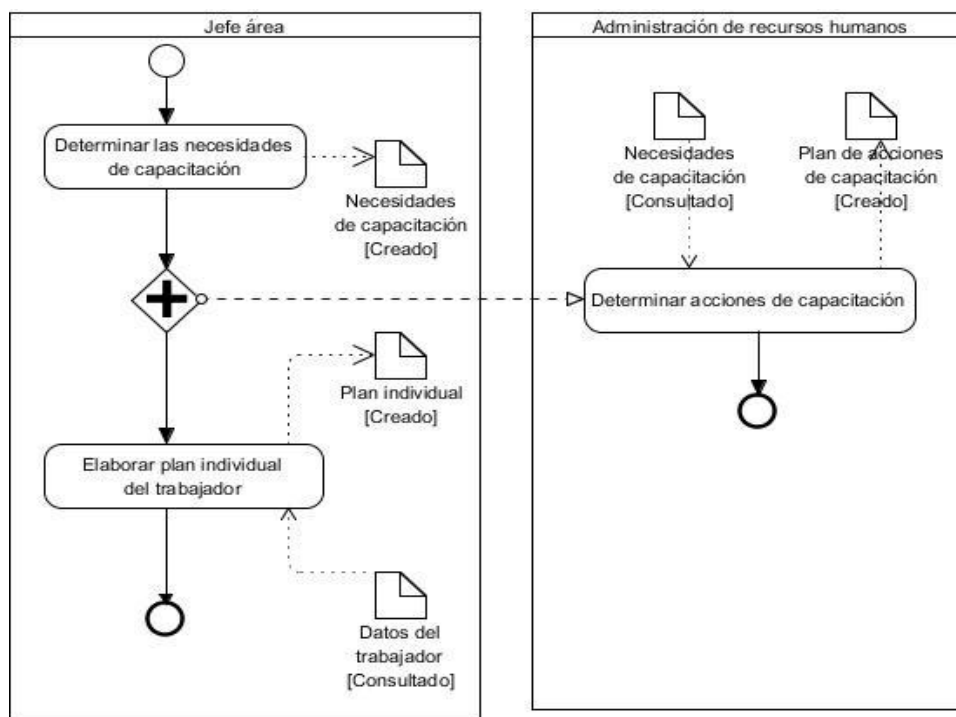 Jefe área
Determinar las necesidades
de capacitación
Necesidades
de capacitación
[Creado]
Plan individual
[Creado]
Elaborar plan individual
del trabajador
Datos del
trabajador
[Consultado]
Administración de recursos humanos
Necesidades
de capacitación
[Consultado]
Plan de acciones
de capacitación
[Creado]
Determinar acciones de capacitación